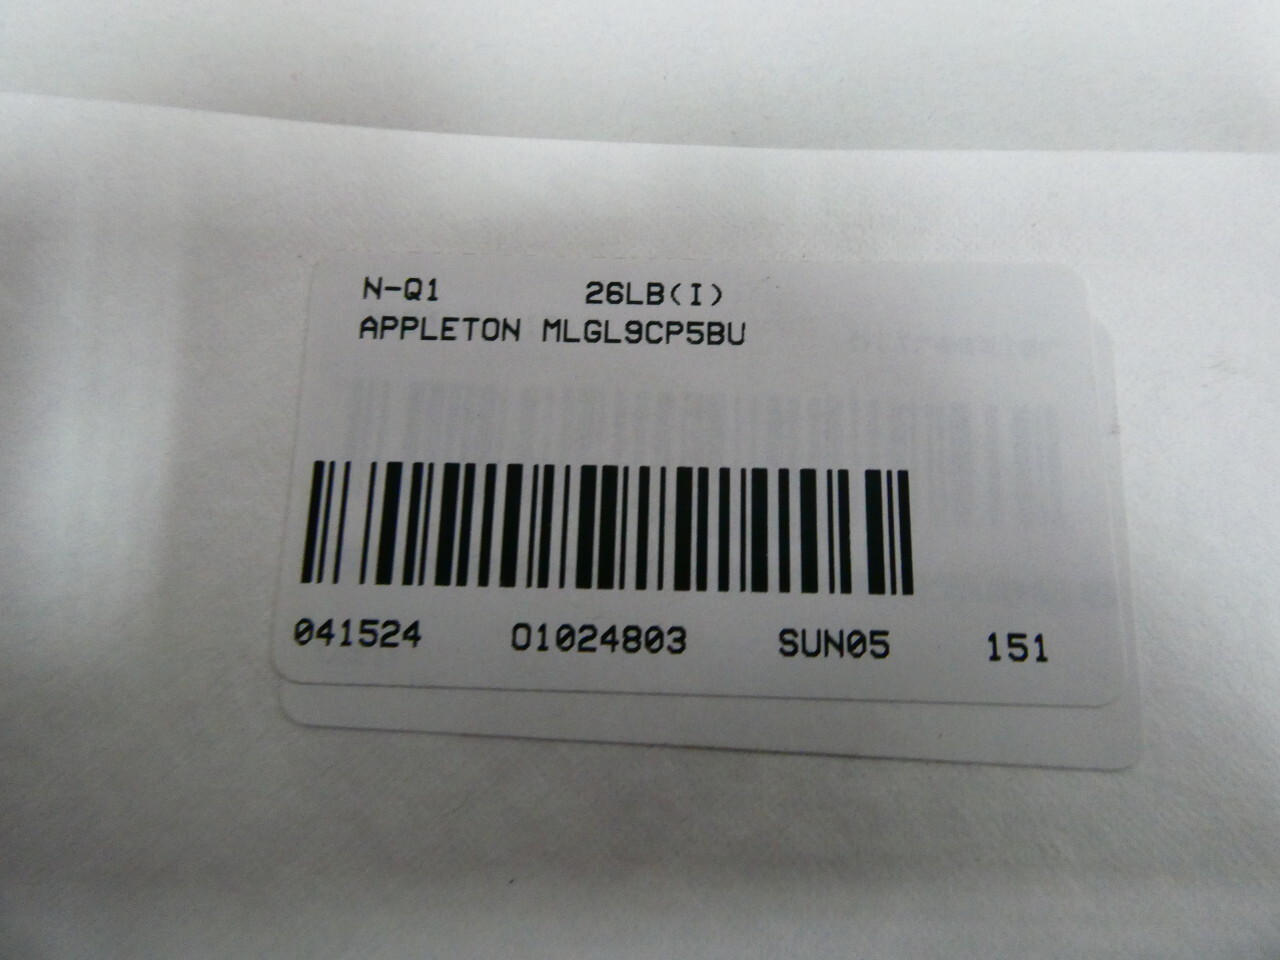 N-Q1 26LB(I)
APPLETON MLGL9CP5BU
041524 01024803 SUN05 151